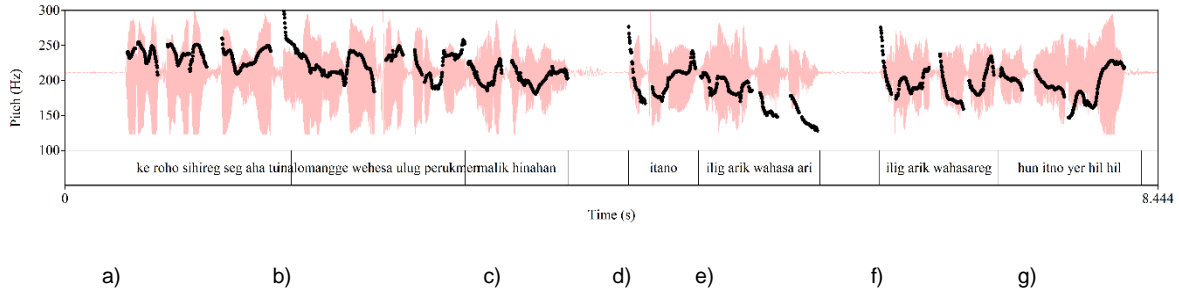 300
250
200
150
100
Pitch (Hz)
ke roho sihireg seg aha tuinalomangge wehesa ulug perukmermalik hinahan itano ilig arik wahasa ari ilig arik wahasareg hun itno yer hil hil
0 8.444
Time (s)
a) b) c) d) e) f) g)